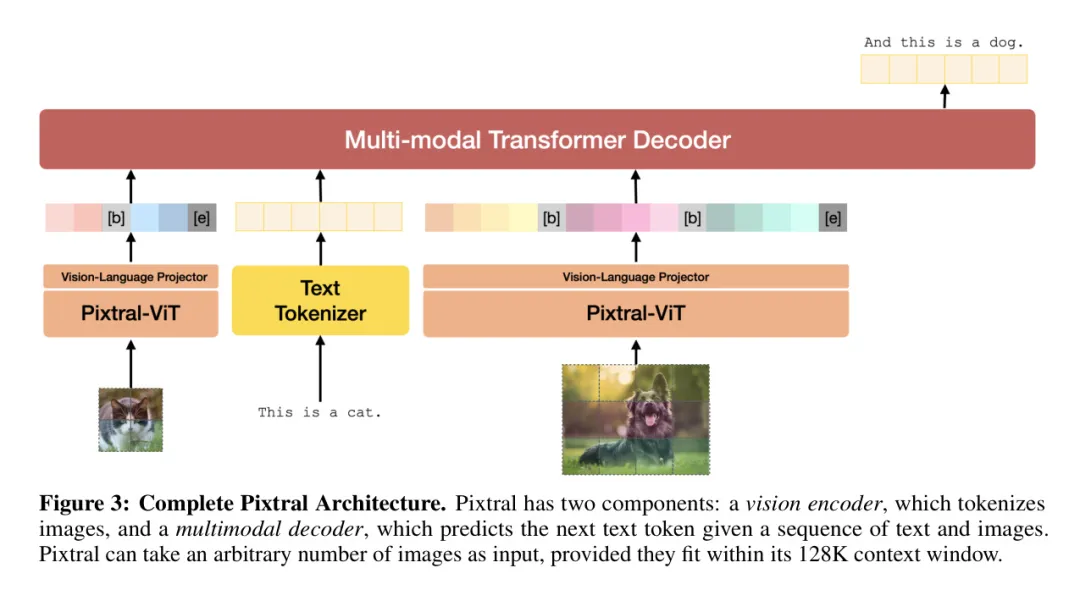 And this is a dog.
Multi-modal Transformer Decoder
[b] [e] [b] [b] [e]
Vision-Language Projector
Pixtral-ViT
Text
Tokenizer
Vision-Language Projector
Pixtral-ViT
This is a cat.
Figure 3: Complete Pixtral Architecture. Pixtral has two components: a vision encoder, which tokenizes
images, and a multimodal decoder, which predicts the next text token given a sequence of text and images.
Pixtral can take an arbitrary number of images as input, provided they fit within its 128K context window.